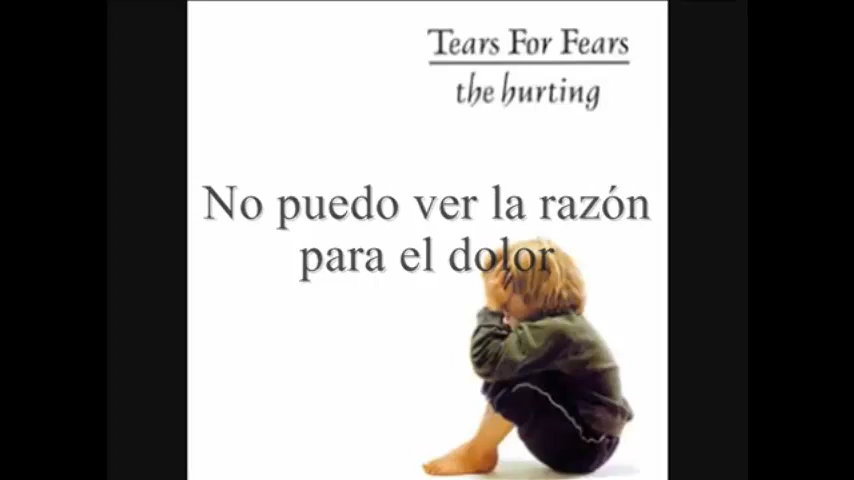 Tears For Fears
the hurting
No puedo ver la razón
para el dolor